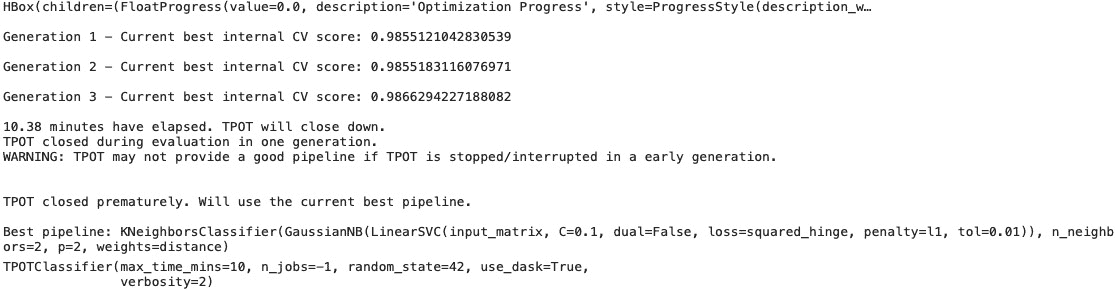 HBox(children=(FloatProgress(value=0.0, description='Optimization Progress', style=ProgressStyle(description_w…
Generation 1 - Current best internal CV score: 0.9855121042830539
Generation 2 - Current best internal CV score: 0.9855183116076971
Generation 3 - Current best internal CV score: 0.9866294227188082
10.38 minutes have elapsed. TPOT will close down.
TPOT closed during evaluation in one generation.
WARNING: TPOT may not provide a good pipeline if TPOT is stopped/interrupted in a early generation.
TPOT closed prematurely. Will use the current best pipeline.
Best pipeline: KNeighborsClassifier(GaussianNB(LinearSVC(input_matrix, C=0.1, dual=False, loss=squared_hinge, penalty=l1, tol=0.01)), n_neighb
ors=2, p=2, weights=distance)
TPOTClassifier(max_time_mins=10, n_jobs=-1, random_state=42, use_dask=True,
verbosity=2)